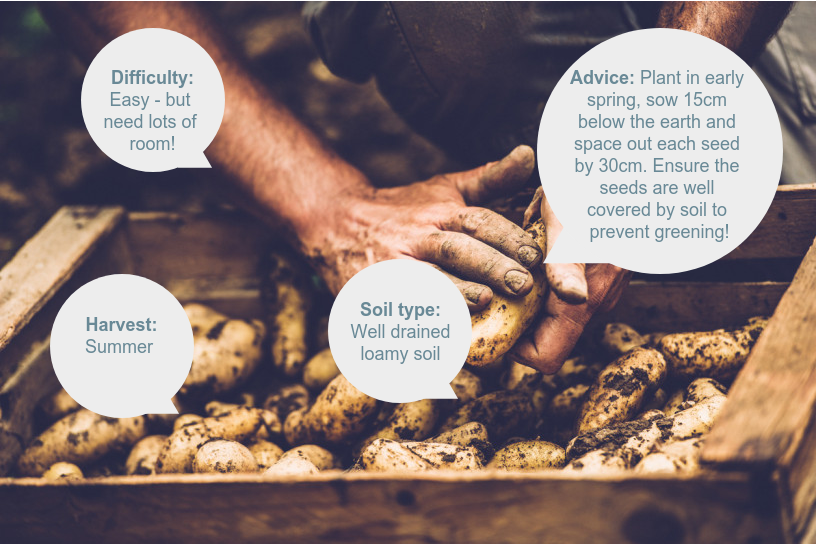 Difficulty:
Easy - but
need lots of
room!
Advice: Plant in early
spring, sow 15cm
below the earth and
space out each seed
by 30cm. Ensure the
seeds are well
covered by soil to
prevent greening!
Harvest:
Summer
Soil type:
Well drained
loamy soil